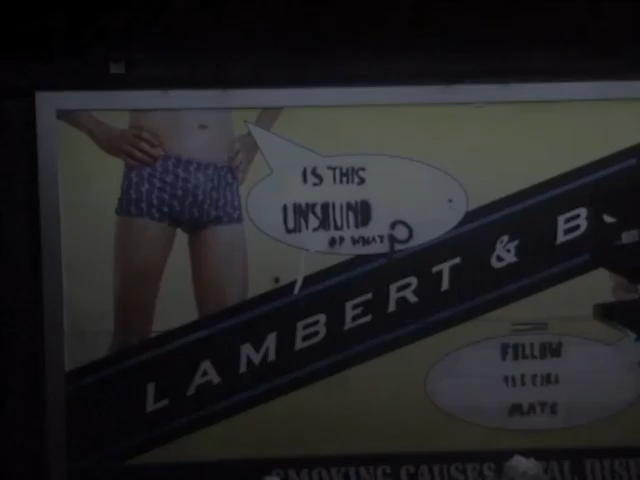 IS THIS
UNSOUND
OR WHAT?
LAMBERT & B
FOLLOW
MATE
SMOKING CAUSES